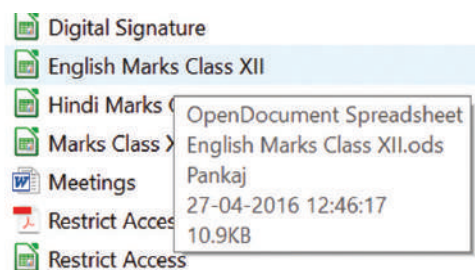 Digital Signature
English Marks Class XII
Hindi Marks
Marks Class
Meetings
Restrict
Restrict Access
OpenDocument Spreadsheet
English Marks Class XII.ods
Pankaj
27-04-2016 12:46:17
10.9KB